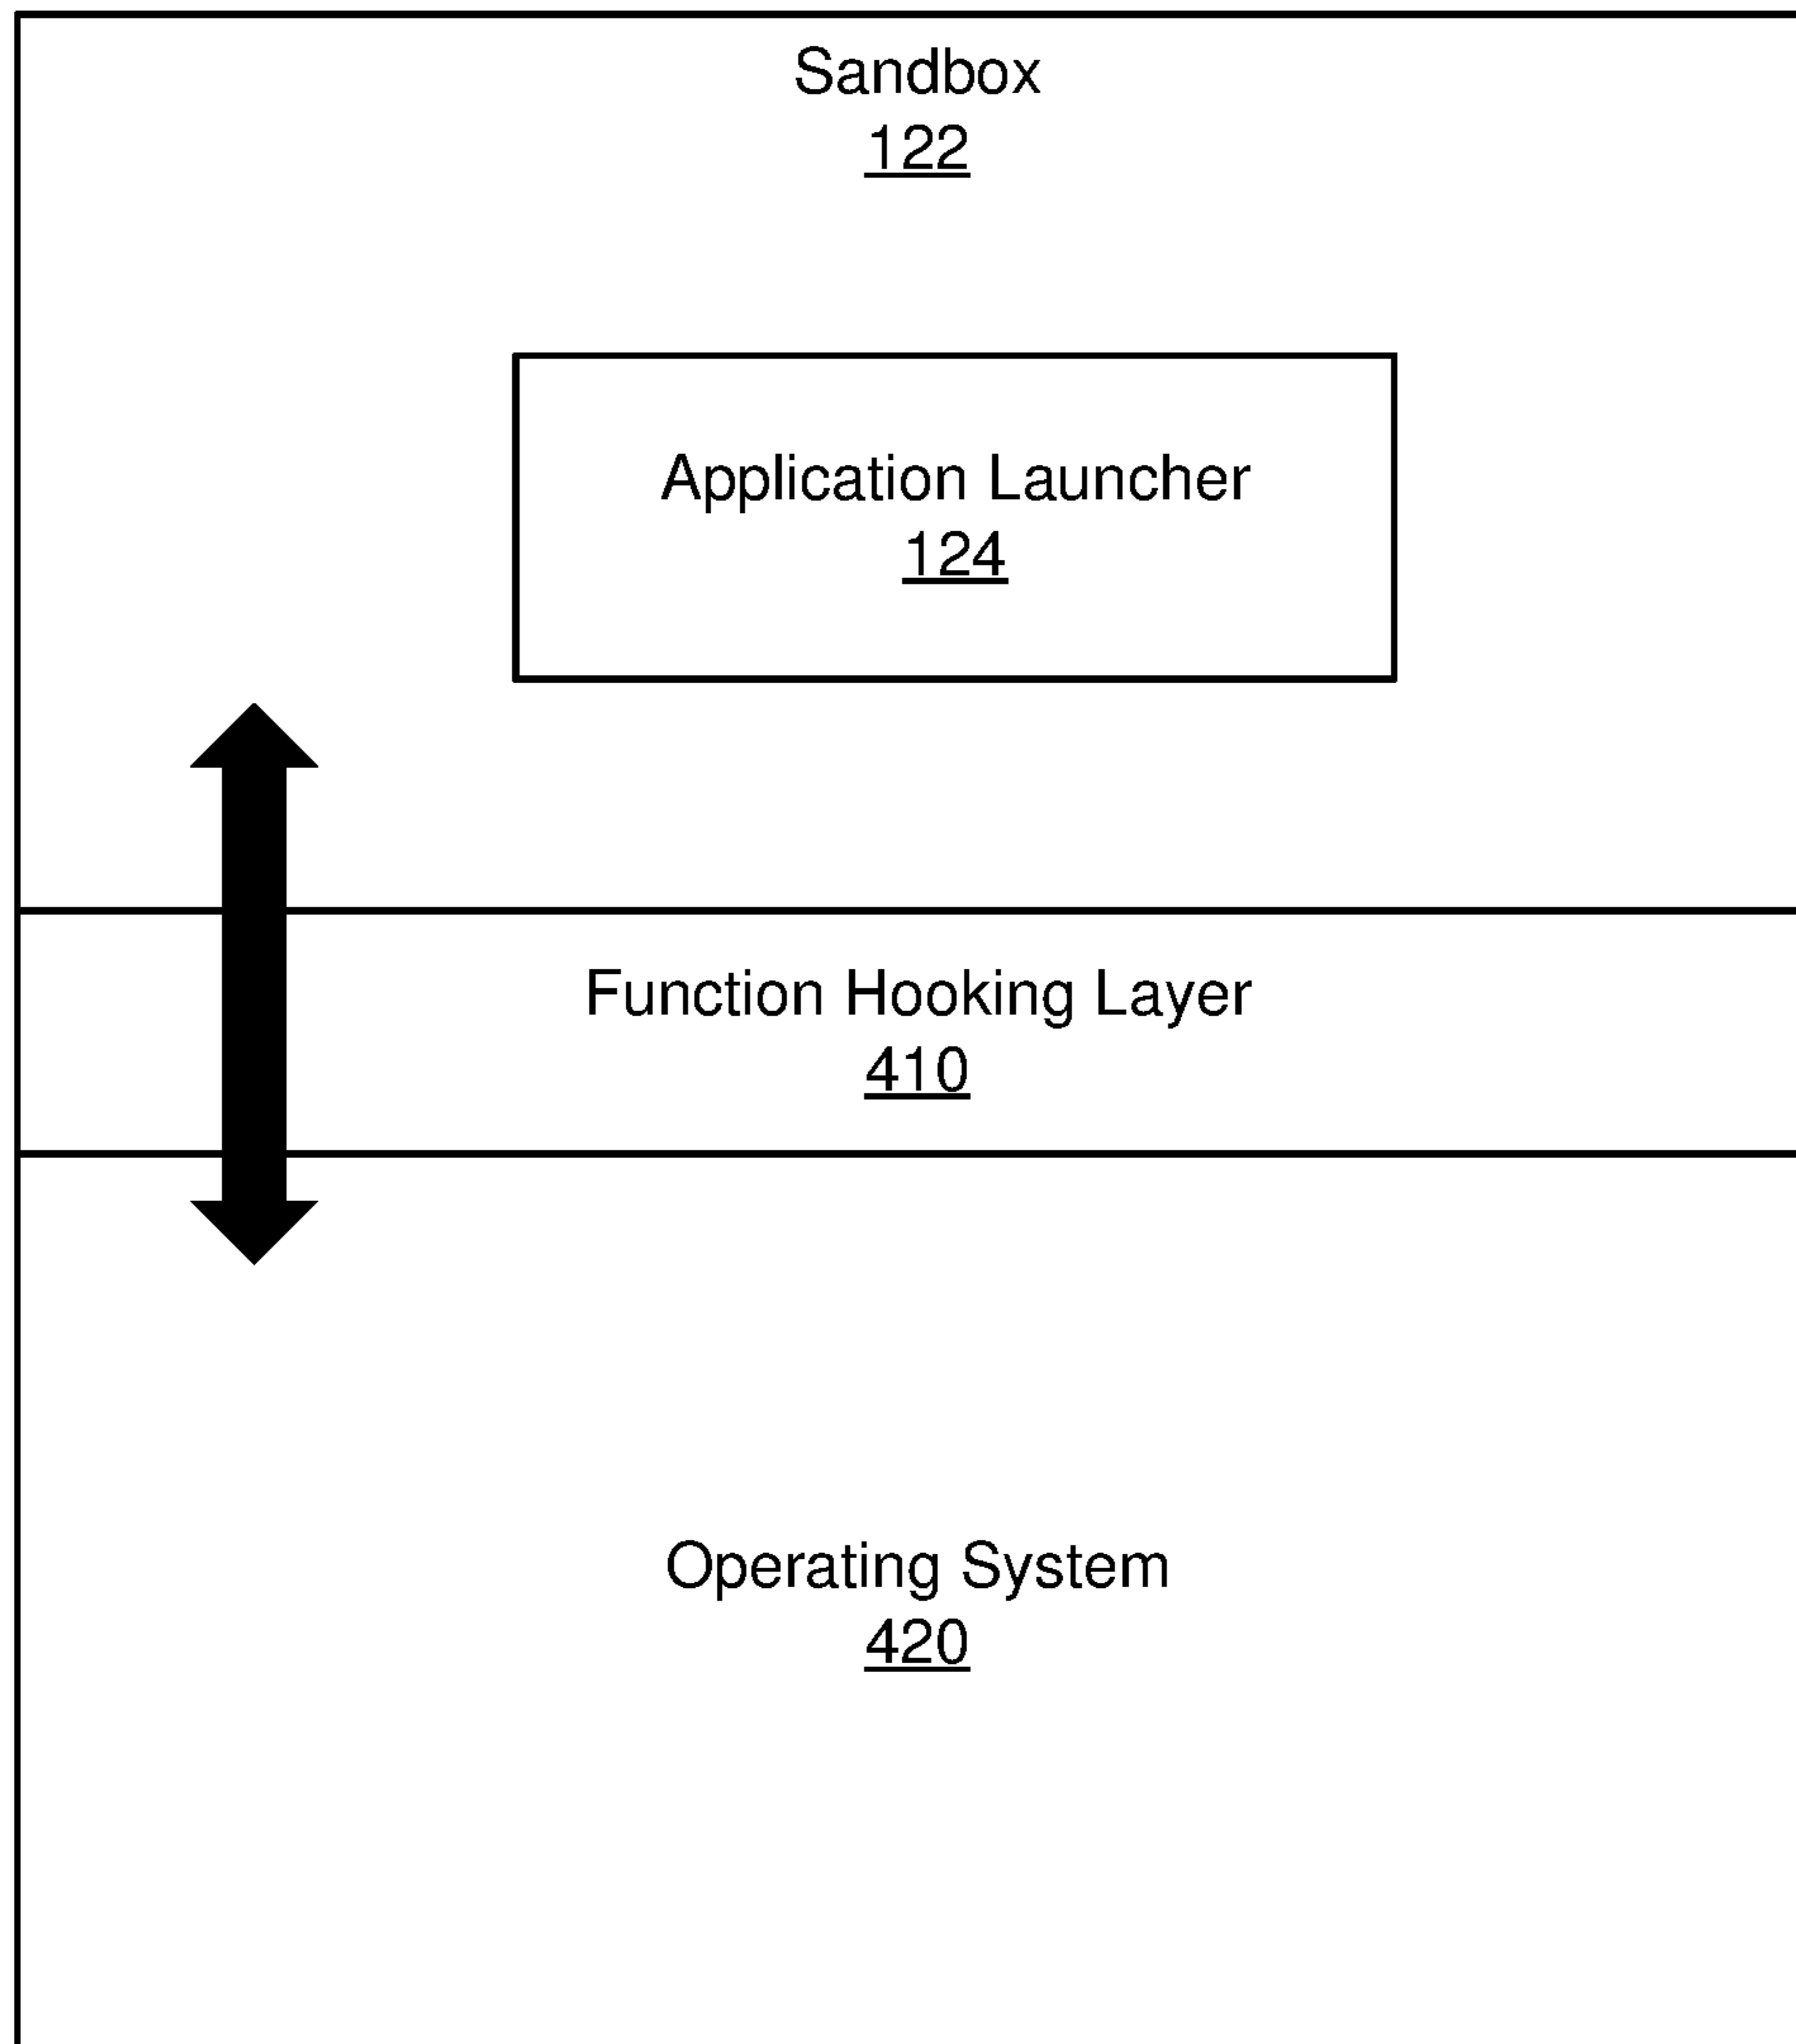 Sandbox
122
Application Launcher
124
Function Hooking Layer
410
Operating System
420